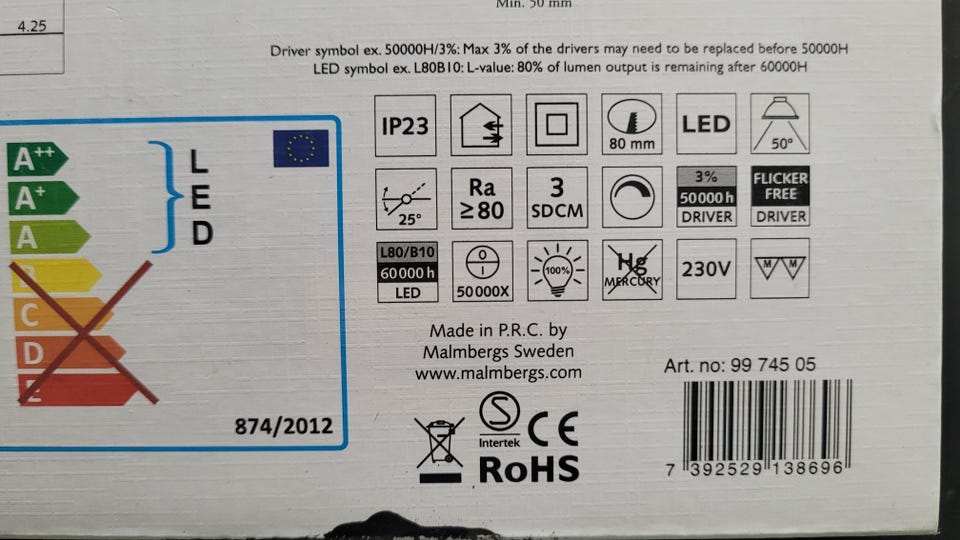 Min. 50 mm
4.25
Driver symbol ex. 50000H/3%: Max 3% of the drivers may need to be replaced before 50000H
LED symbol ex. L80B10: L-value: 80% of lumen output is remaining after 60000H
IP23
80 mm
LED
50°
25°
Ra
≥80
3
SDCM
3%
50000 h
DRIVER
FLICKER
FREE
DRIVER
L80/B10
60000 h
LED
O
I
50000X
100%
Hg
MERCURY
230V
M M
A++
A+
A
B
C
D
E
L
E
D
874/2012
Made in P.R.C. by
Malmbergs Sweden
www.malmbergs.com
S
Intertek
CE
RoHS
Art. no: 99 745 05
7 392529 138696